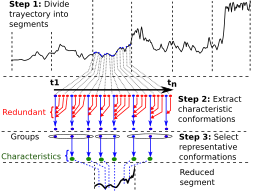 Step 1: Divide
trajectory into
segments
t1
tn
Step 2: Extract
characteristic
conformations
Redundant
Groups
Step 3: Select
representative
conformations
Characteristics
Reduced
segment